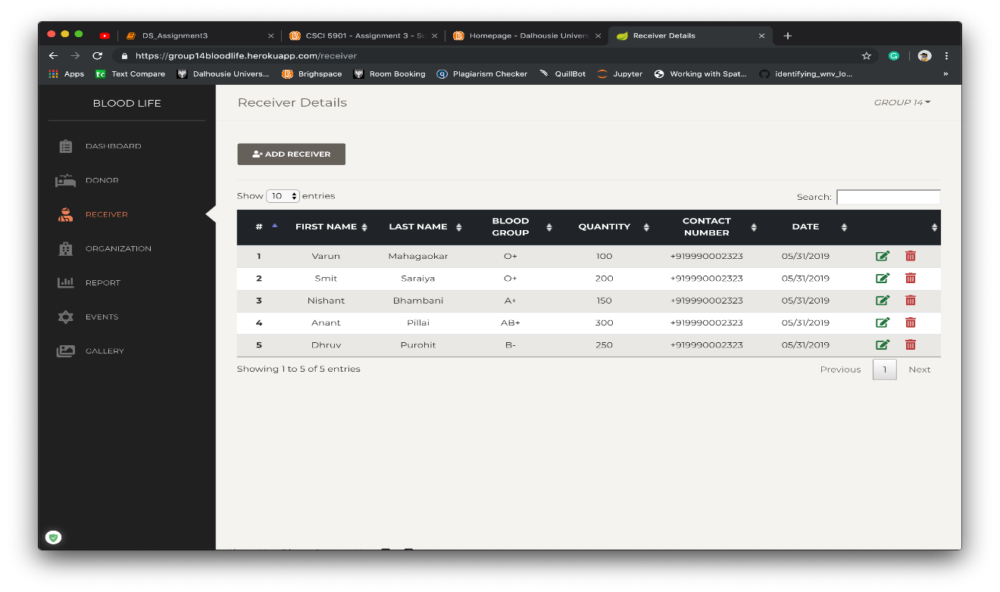 DS_Assignment3
CSCI 5901 - Assignment 3 - S
Homepage - Dalhousie Univers
Receiver Details
https://group14bloodlife.herokuapp.com/receiver
Apps
tc Text Compare
Dalhousie Univers...
Brighspace
Room Booking
Plagiarism Checker
QuillBot
Jupyter
Working with Spat...
identifying_wnv_lo...
»
BLOOD LIFE
Receiver Details
GROUP 14
DASHBOARD
DONOR
RECEIVER
ORGANIZATION
REPORT
EVENTS
GALLERY
ADD RECEIVER
Show 10 entries
Search:
# FIRST NAME LAST NAME BLOOD GROUP QUANTITY CONTACT NUMBER DATE
1 Varun Mahagaokar O+ 100 +919990002323 05/31/2019
2 Smit Saraiya O+ 200 +919990002323 05/31/2019
3 Nishant Bhambani A+ 150 +919990002323 05/31/2019
4 Anant Pillai AB+ 300 +919990002323 05/31/2019
5 Dhruv Purohit B- 250 +919990002323 05/31/2019
Showing 1 to 5 of 5 entries
Previous 1 Next